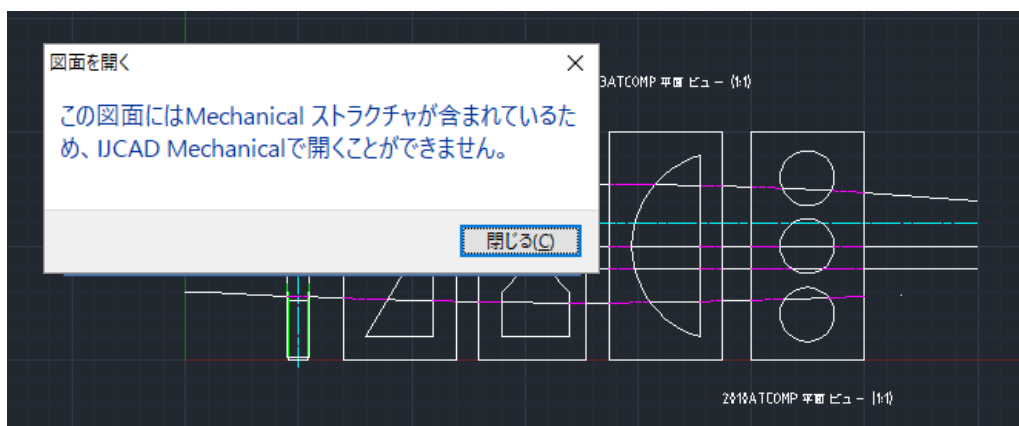 図面を開く
この図面にはMechanical ストラクチャが含まれているた
め、IJCAD Mechanicalで開くことができません。
閉じる(C)
3ATCOMP 平面 ビュー - (1:1)
2010ATCOMP 平面 ビュー - (1:1)